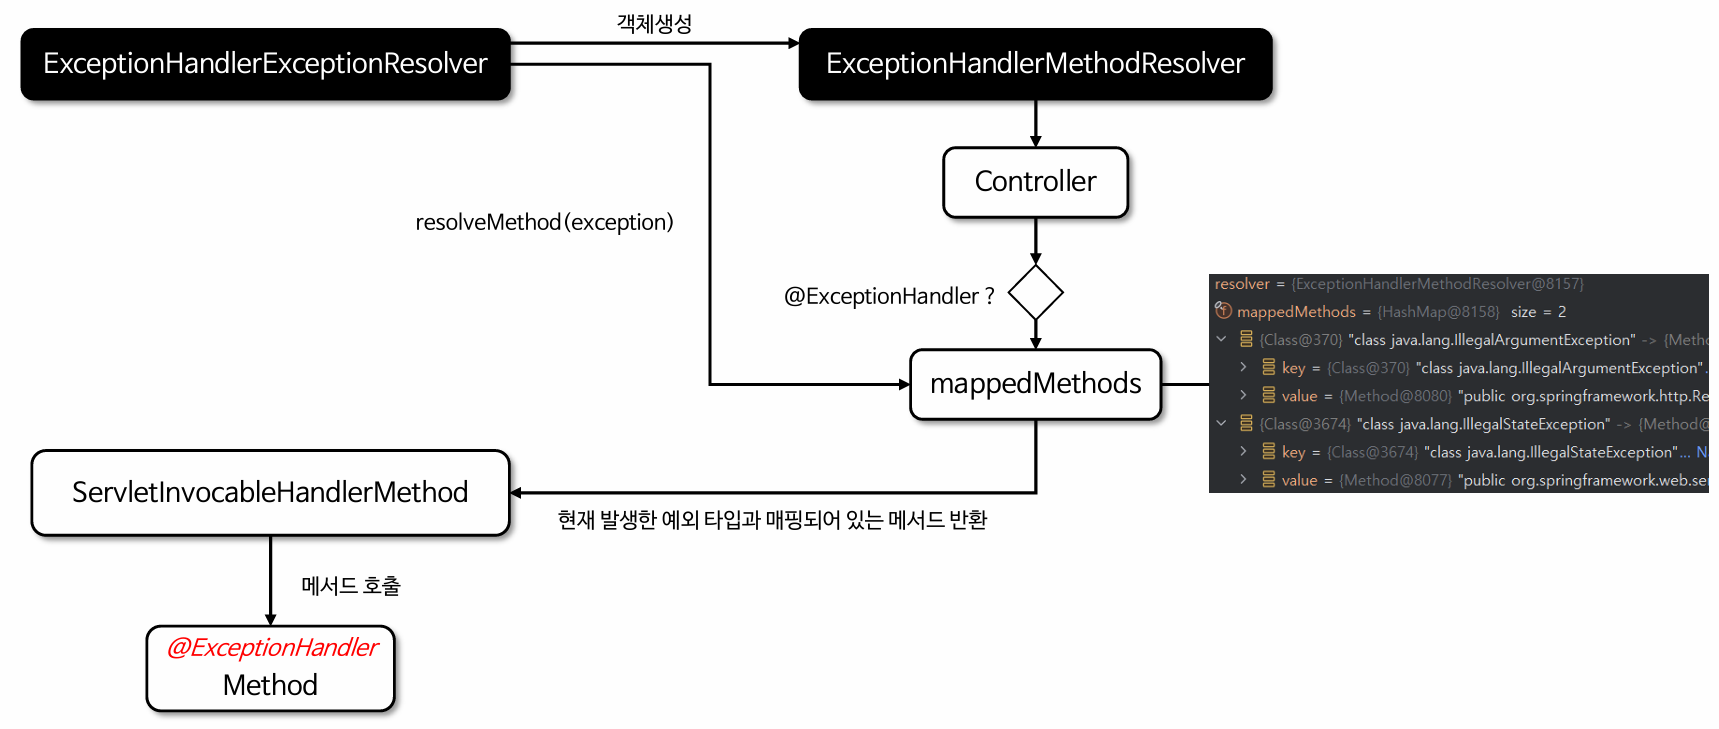 객체생성
ExceptionHandlerExceptionResolver
ExceptionHandlerMethodResolver
Controller
resolveMethod(exception)
@ExceptionHandler ?
resolver = {ExceptionHandlerMethodResolver@8157}
mappedMethods = {HashMap@8158} size = 2
{Class@370} "class java.lang.IllegalArgumentException" -> {Metho
key = {Class@370} "class java.lang.IllegalArgumentException".
value = {Method@8080} "public org.springframework.http.Re
{Class@3674} "class java.lang.IllegalStateException" -> {Method@
key = {Class@3674} "class java.lang.IllegalStateException"... Na
value = {Method@8077} "public org.springframework.web.ser
mappedMethods
ServletInvocableHandlerMethod
현재 발생한 예외 타입과 매핑되어 있는 메서드 반환
메서드 호출
@ExceptionHandler
Method